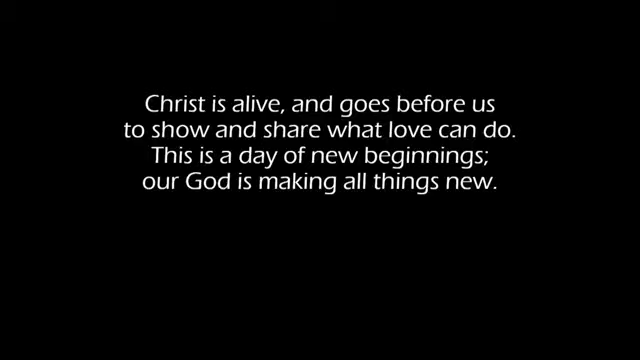 Christ is alive, and goes before us
to show and share what love can do.
This is a day of new beginnings;
our God is making all things new.